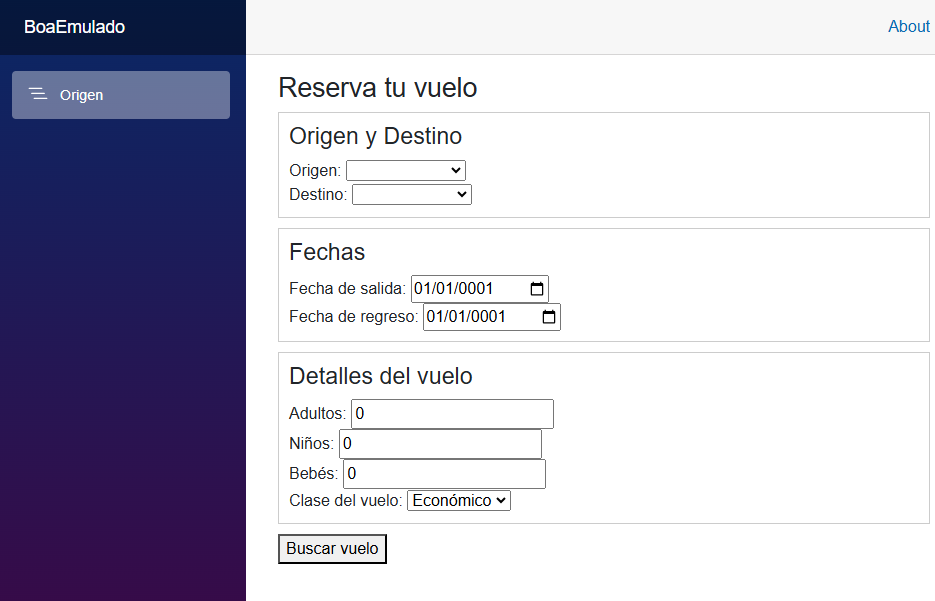 BoaEmulado
About
Origen
Reserva tu vuelo
Origen y Destino
Origen:
Destino:
Fechas
Fecha de salida: 01/01/0001
Fecha de regreso: 01/01/0001
Detalles del vuelo
Adultos: 0
Niños: 0
Bebés: 0
Clase del vuelo: Económico
Buscar vuelo